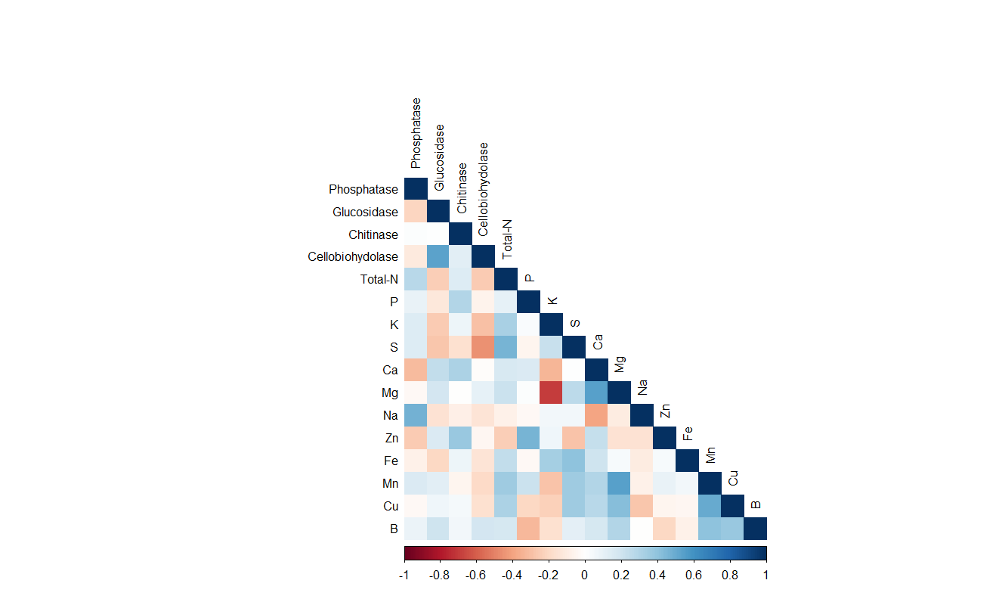 Phosphatase
Glucosidase
Chitinase
Cellobiohydolase
Total-N
P
K
S
Ca
Mg
Na
Zn
Fe
Mn
Cu
B
Phosphatase
Glucosidase
Chitinase
Cellobiohydolase
Total-N
P
K
S
Ca
Mg
Na
Zn
Fe
Mn
Cu
B
-1 -0.8 -0.6 -0.4 -0.2 0 0.2 0.4 0.6 0.8 1